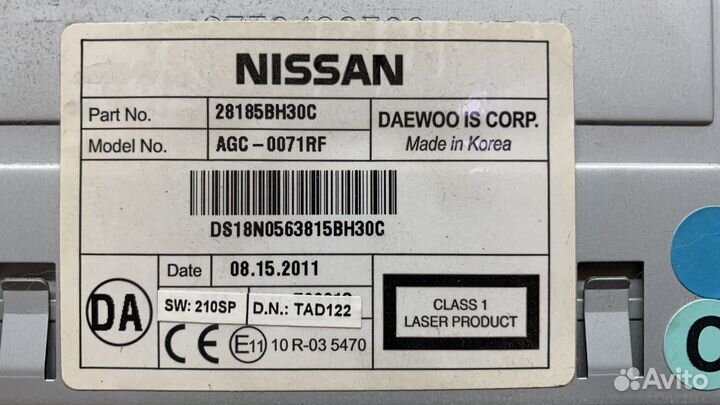 NISSAN
Part No. 28185BH30C
DAEWOO IS CORP.
Model No. AGC-0071RF
Made in Korea
DS18N0563815BH30C
Date 08.15.2011
DA
SW: 210SP
D.N.: TAD122
CLASS 1
LASER PRODUCT
CE E11 10 R-03 5470
Avito